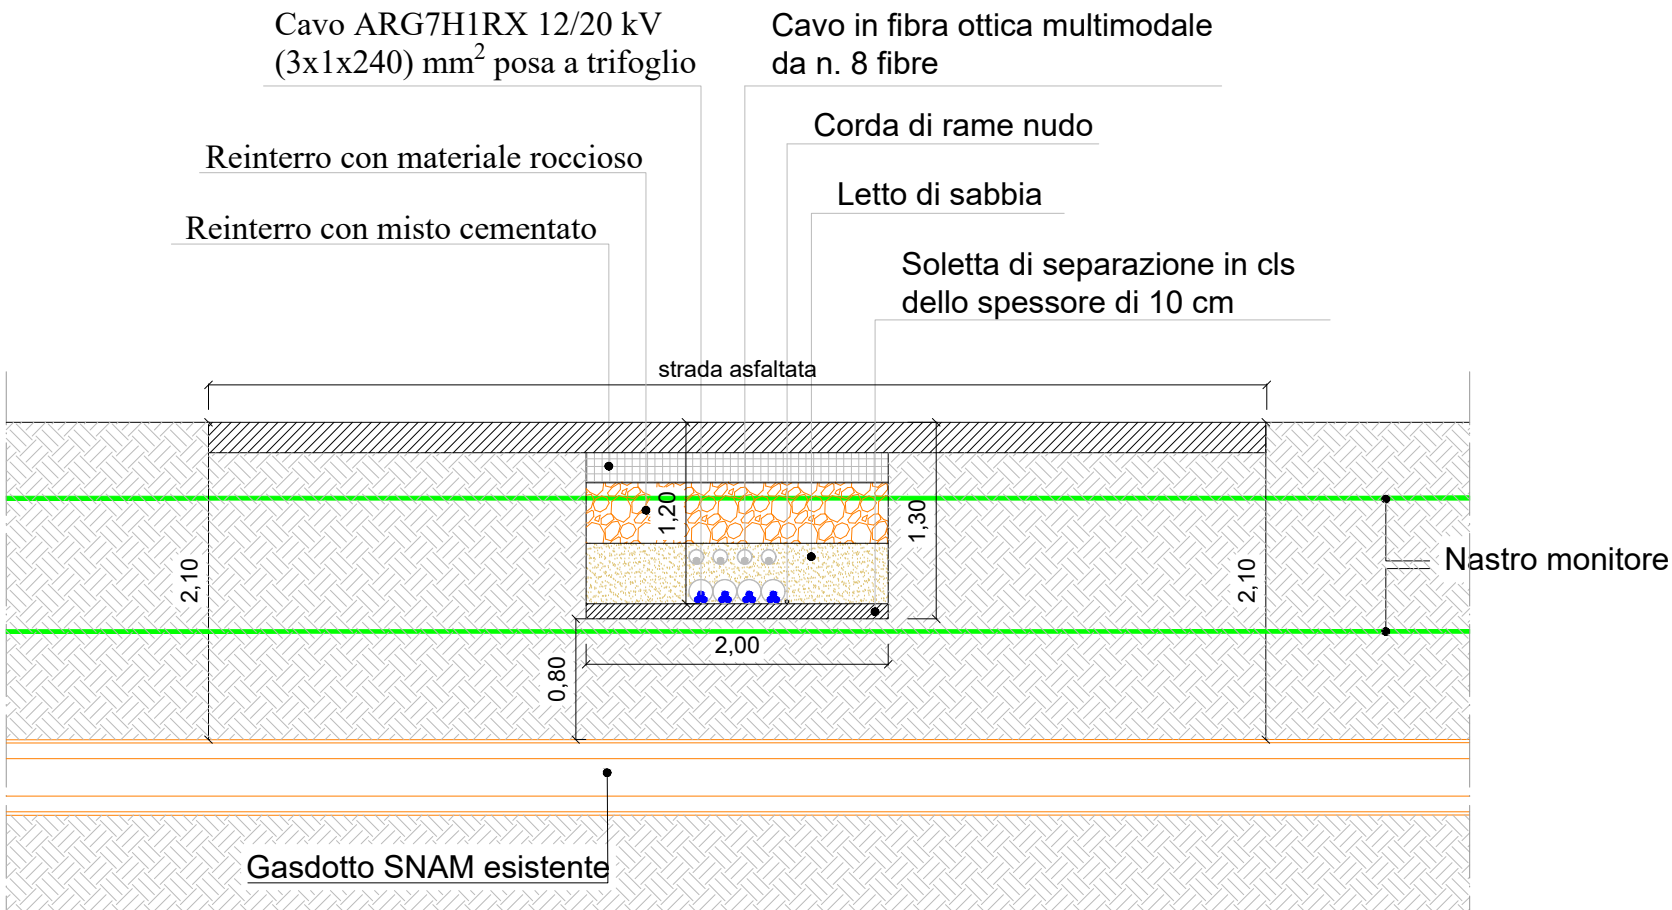 Cavo ARG7H1RX 12/20 kV
(3x1x240) mm² posa a trifoglio
Cavo in fibra ottica multimodale
da n. 8 fibre
Corda di rame nudo
Reinterro con materiale roccioso
Letto di sabbia
Reinterro con misto cementato
Soletta di separazione in cls
dello spessore di 10 cm
strada asfaltata
1,20
1,30
2,10
2,10
Nastro monitore
2,00
0,80
Gasdotto SNAM esistente